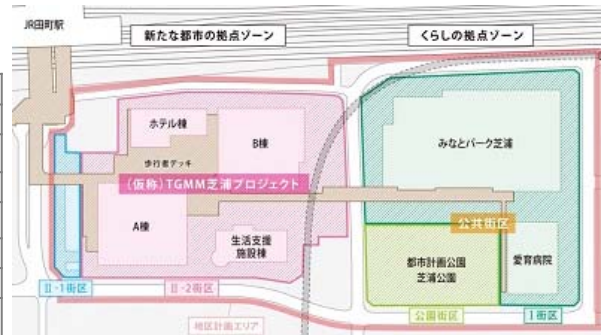 JR田町駅
新たな都市の拠点ゾーン
くらしの拠点ゾーン
ホテル棟
B棟
歩行者デッキ
みなとパーク芝浦
(仮称)TGMM芝浦プロジェクト
A棟
生活支援
施設棟
公共街区
都市計画公園
芝浦公園
愛育病院
II-1街区
II-2街区
公園街区
I街区
地区計画エリア